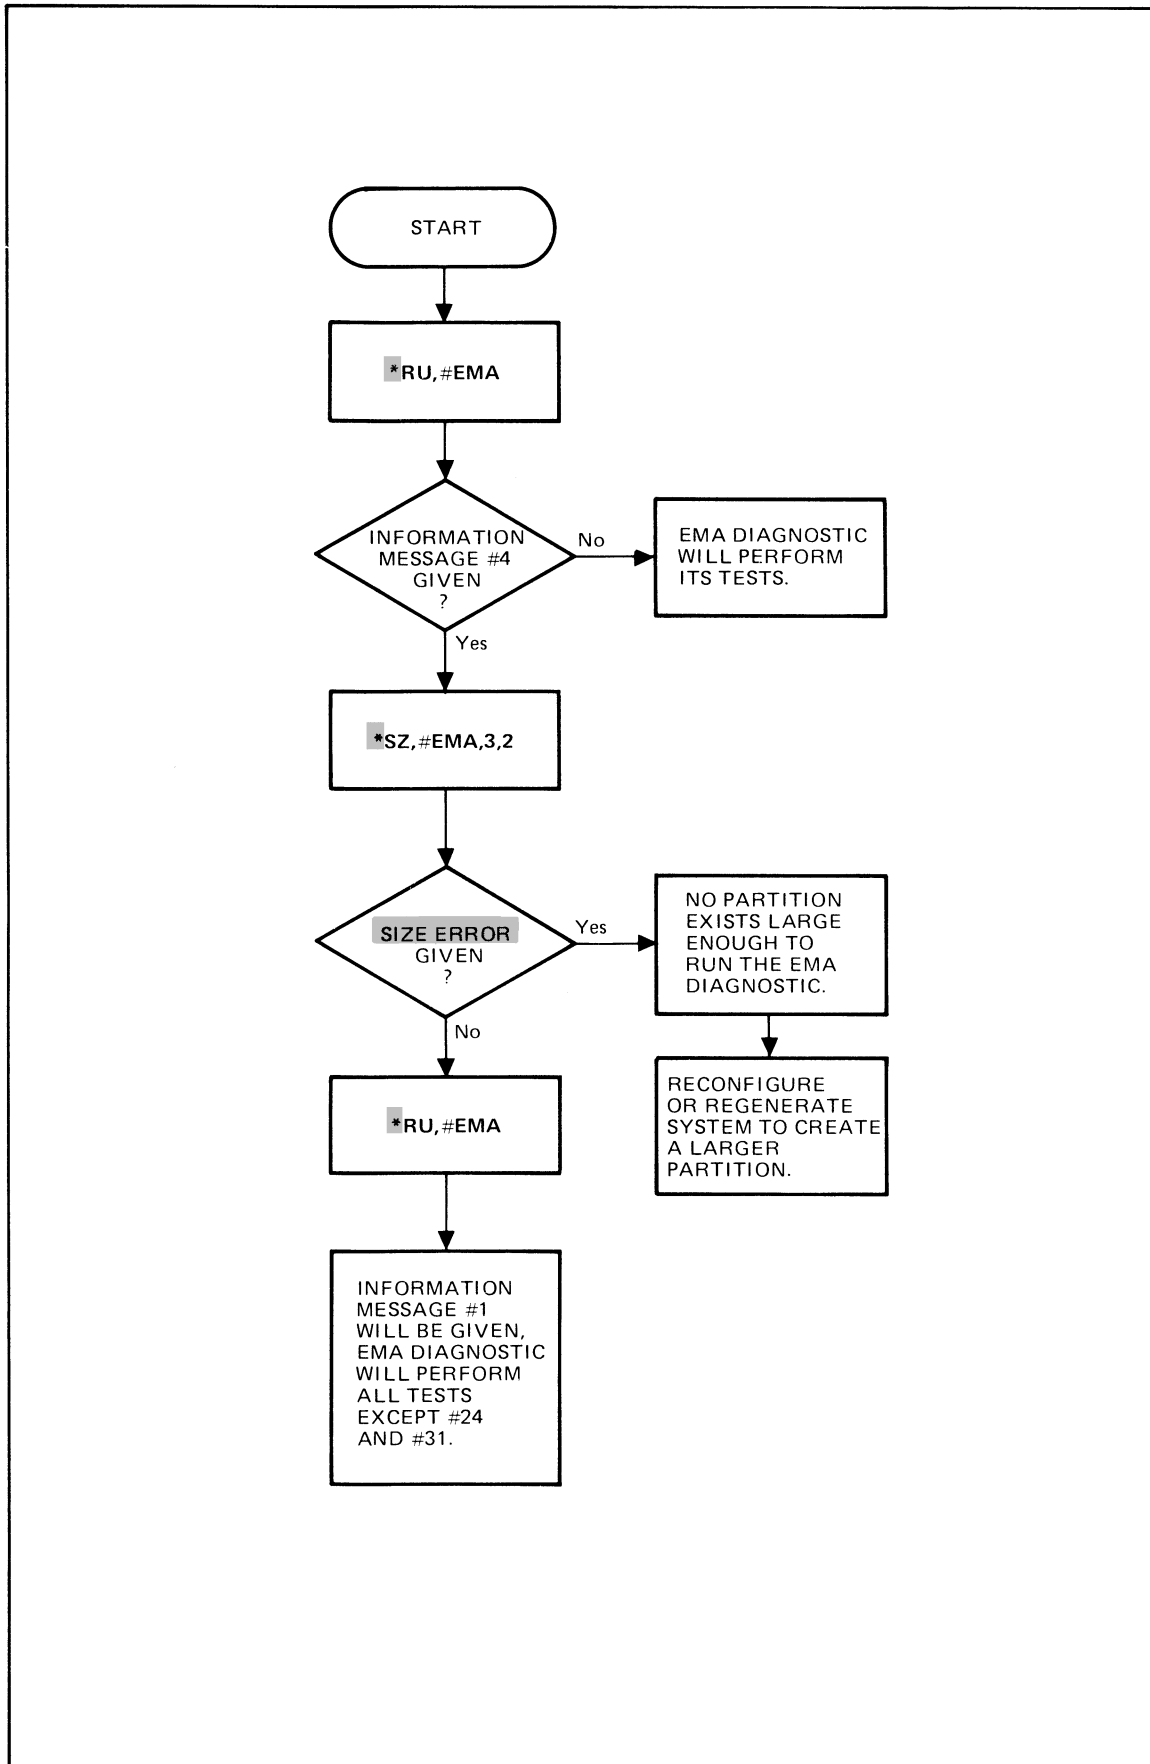 START
*RU,#EMA
INFORMATION
MESSAGE #4
GIVEN
?
No
EMA DIAGNOSTIC
WILL PERFORM
ITS TESTS.
Yes
*SZ,#EMA,3,2
SIZE ERROR
GIVEN
?
Yes
NO PARTITION
EXISTS LARGE
ENOUGH TO
RUN THE EMA
DIAGNOSTIC.
No
RECONFIGURE
OR REGENERATE
SYSTEM TO CREATE
A LARGER
PARTITION.
*RU,#EMA
INFORMATION
MESSAGE #1
WILL BE GIVEN,
EMA DIAGNOSTIC
WILL PERFORM
ALL TESTS
EXCEPT #24
AND #31.